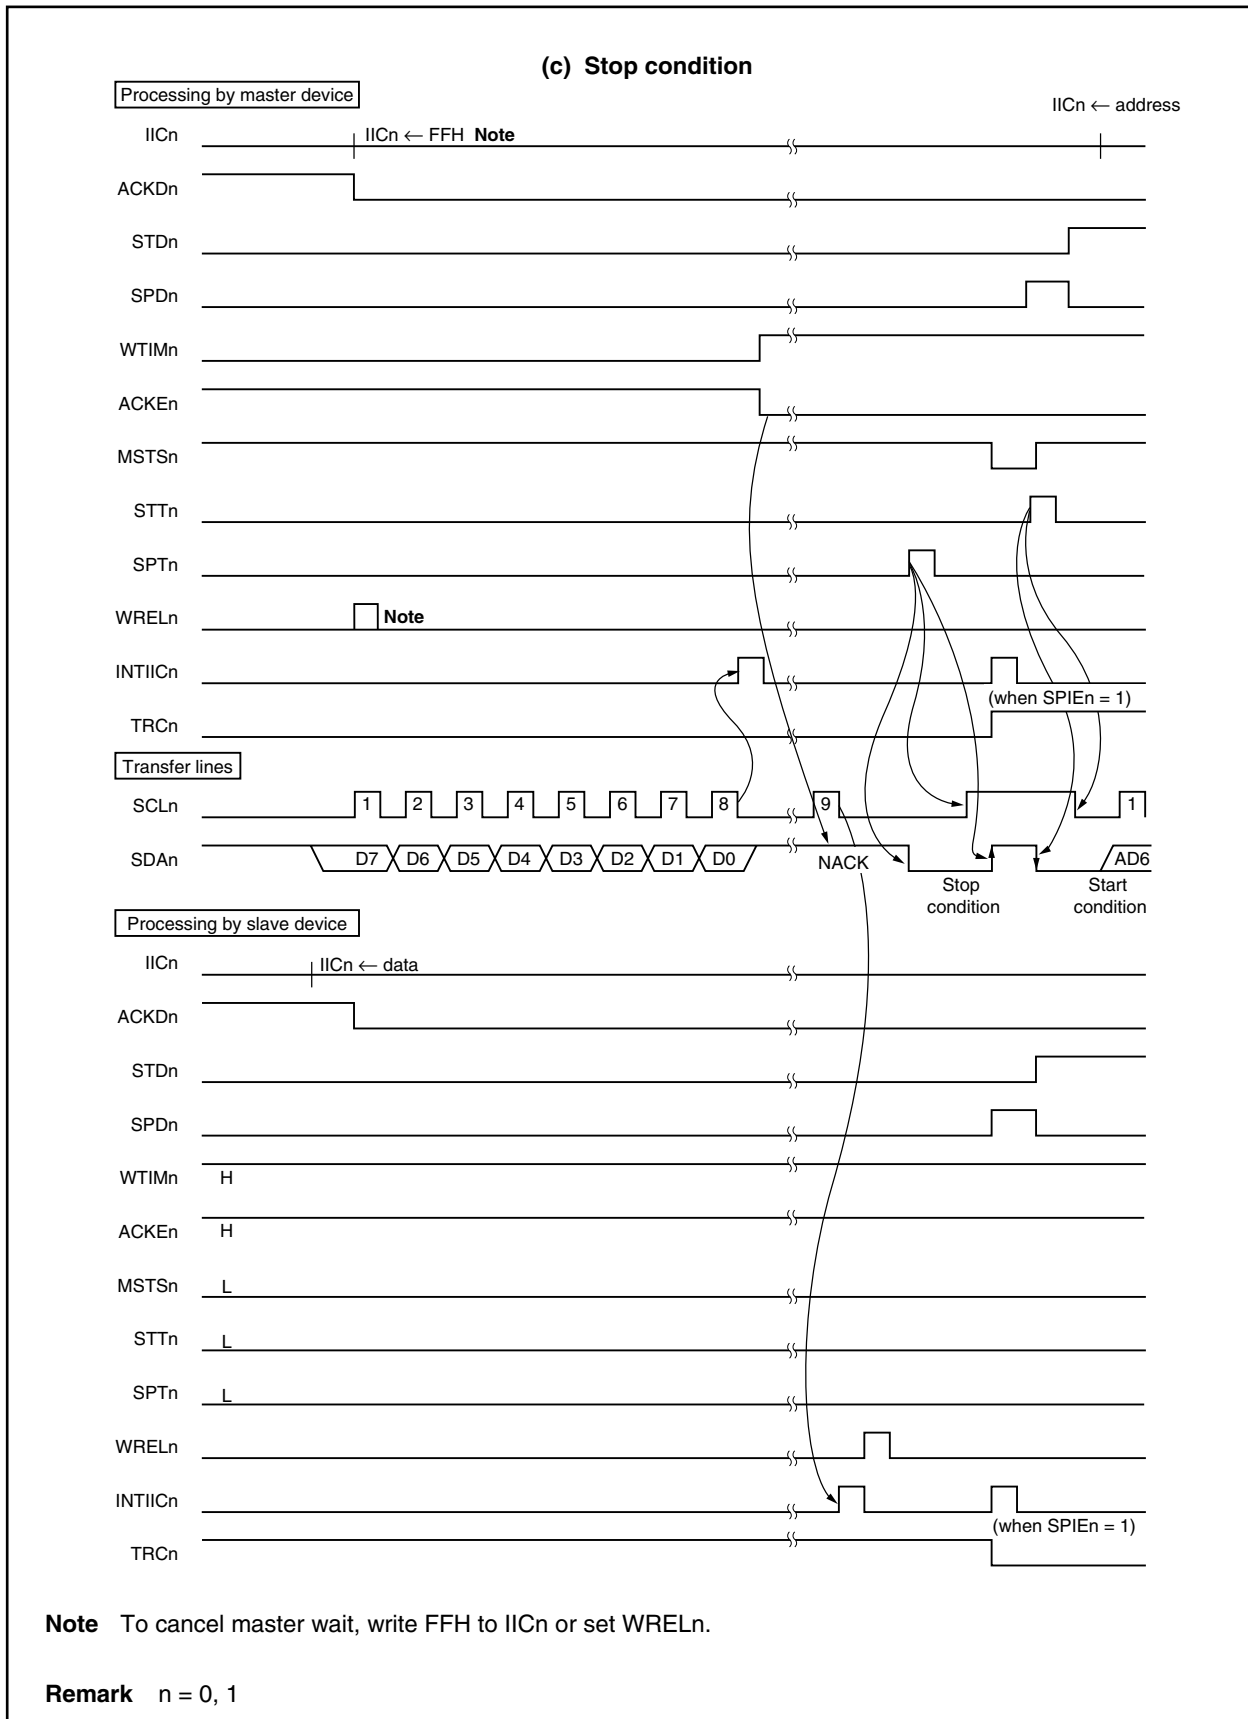 (c) Stop condition
Processing by master device
IICn ← address
IICn
IICn ← FFH Note
ACKDn
STDn
SPDn
WTIMn
ACKEn
MSTSn
STTn
SPTn
WRELn
Note
INTIICn
(when SPIEn = 1)
TRCn
Transfer lines
SCLn
1 2 3 4 5 6 7 8 9 1
SDAn
D7 D6 D5 D4 D3 D2 D1 D0 NACK AD6
Stop condition
Start condition
Processing by slave device
IICn
IICn ← data
ACKDn
STDn
SPDn
WTIMn H
ACKEn H
MSTSn L
STTn L
SPTn L
WRELn
INTIICn
(when SPIEn = 1)
TRCn
Note To cancel master wait, write FFH to IICn or set WRELn.
Remark n = 0, 1